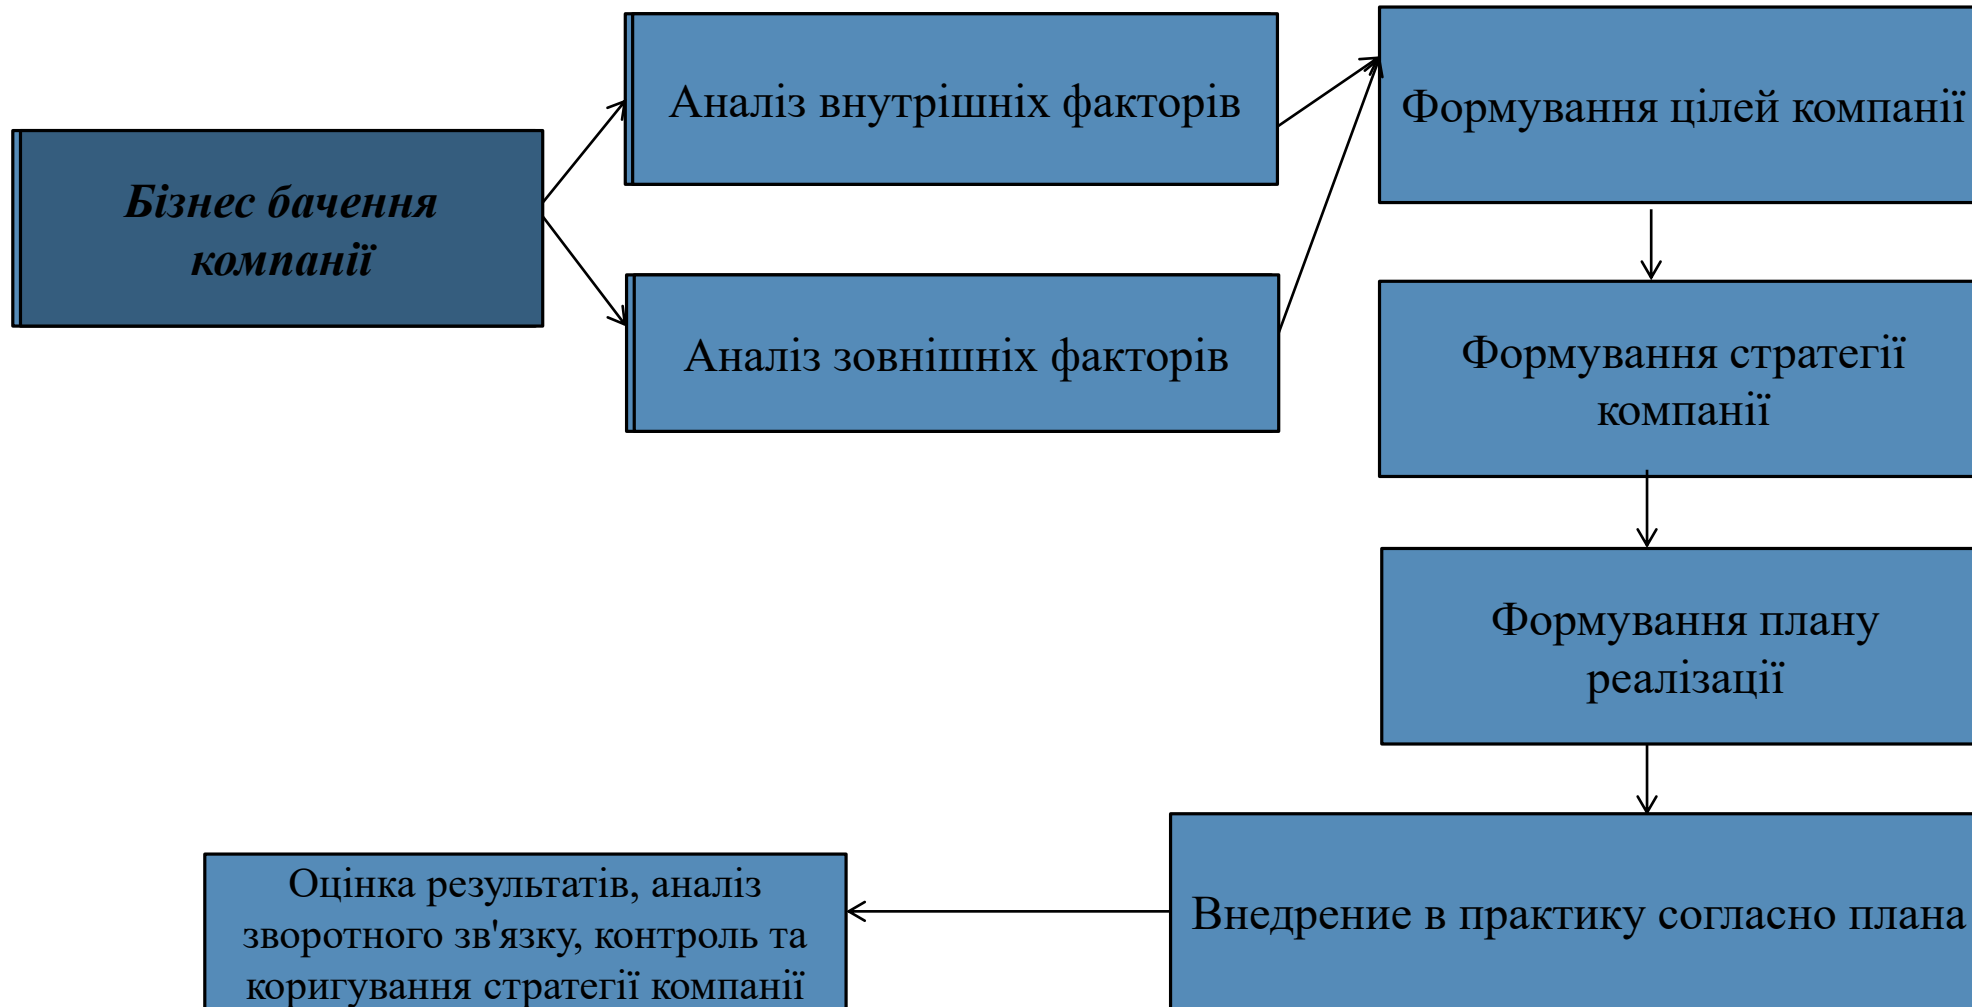 Бізнес бачення
компанії
Аналіз внутрішніх факторів
Аналіз зовнішніх факторів
Формування цілей компанії
Формування стратегії
компанії
Формування плану
реалізації
Внедрение в практику согласно плана
Оцінка результатів, аналіз
зворотного зв'язку, контроль та
коригування стратегії компанії